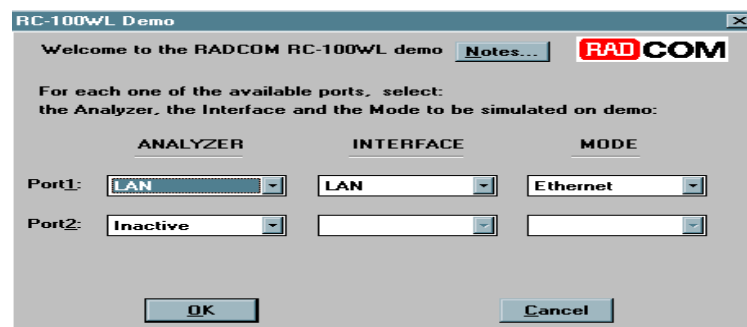 RC-100WL Demo
Welcome to the RADCOM RC-100WL demo Notes... RAD COM
For each one of the available ports, select:
the Analyzer, the Interface and the Mode to be simulated on demo:
ANALYZER INTERFACE MODE
Port1: LAN LAN Ethernet
Port2: Inactive
OK Cancel